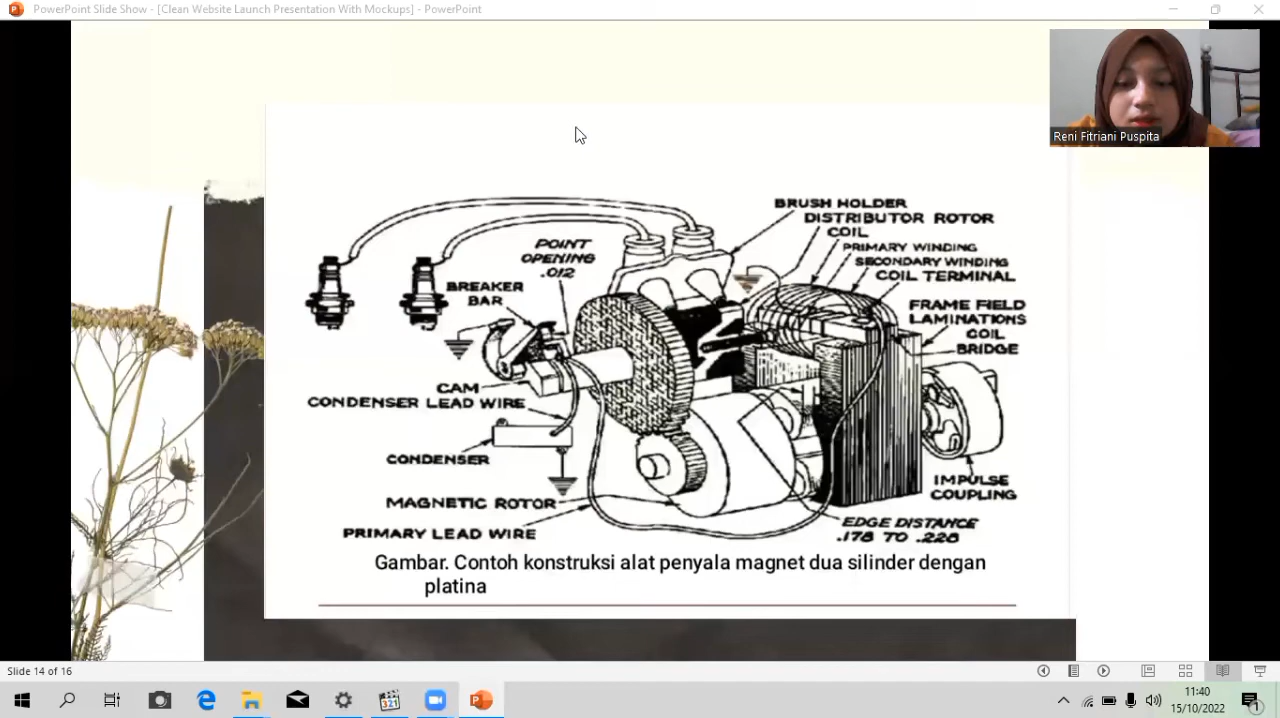 PowerPoint Slide Show - [Clean Website Launch Presentation With Mockups] - PowerPoint
Reni Fitriani Puspita
BRUSH HOLDER
DISTRIBUTOR ROTOR
COIL
PRIMARY WINDING
SECONDARY WINDING
COIL TERMINAL
FRAME FIELD
LAMINATIONS
COIL
BRIDGE
POINT
OPENING
.012
BREAKER
BAR
CAM
CONDENSER LEAD WIRE
CONDENSER
MAGNETIC ROTOR
PRIMARY LEAD WIRE
IMPULSE
COUPLING
EDGE DISTANCE
.178 TO .228
Gambar. Contoh konstruksi alat penyala magnet dua silinder dengan
platina
Slide 14 of 16
321
11:40
15/10/2022
1